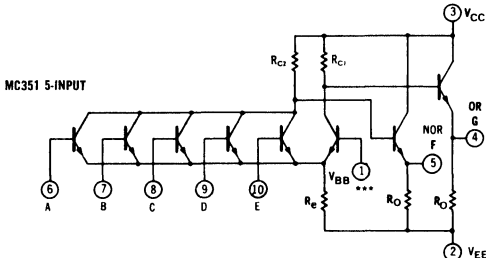 3 VCC
RC2 RC1
MC351 5-INPUT
OR
G
4
NOR
F
5
6 7 8 9 10 VBB 1
***
A B C D E Re RO RO
2 VEE